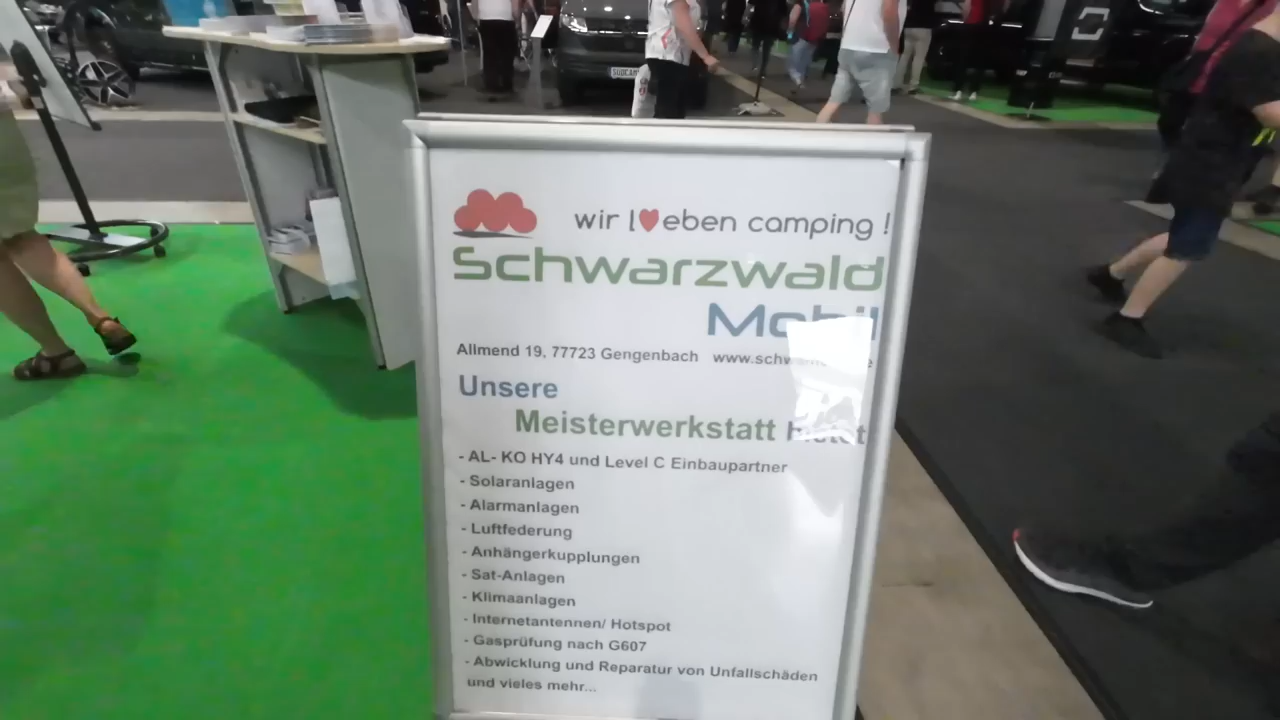 wir l❤eben camping !
Schwarzwald
Mobil
Allmend 19, 77723 Gengenbach
Unsere
Meisterwerkstatt bietet
- AL- KO HY4 und Level C Einbaupartner
- Solaranlagen
- Alarmanlagen
- Luftfederung
- Anhängerkupplungen
- Sat-Anlagen
- Klimaanlagen
- Internetantennen/ Hotspot
- Gasprüfung nach G607
- Abwicklung und Reparatur von Unfallschäden
und vieles mehr...